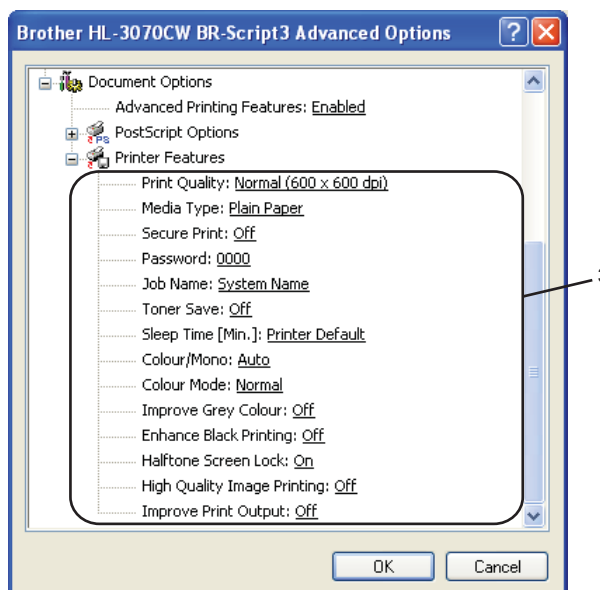 Brother HL-3070CW BR-Script3 Advanced Options
Document Options
Advanced Printing Features: Enabled
PostScript Options
Printer Features
Print Quality: Normal (600 x 600 dpi)
Media Type: Plain Paper
Secure Print: Off
Password: 0000
Job Name: System Name
Toner Save: Off
Sleep Time [Min.]: Printer Default
Colour/Mono: Auto
Colour Mode: Normal
Improve Grey Colour: Off
Enhance Black Printing: Off
Halftone Screen Lock: On
High Quality Image Printing: Off
Improve Print Output: Off
OK Cancel